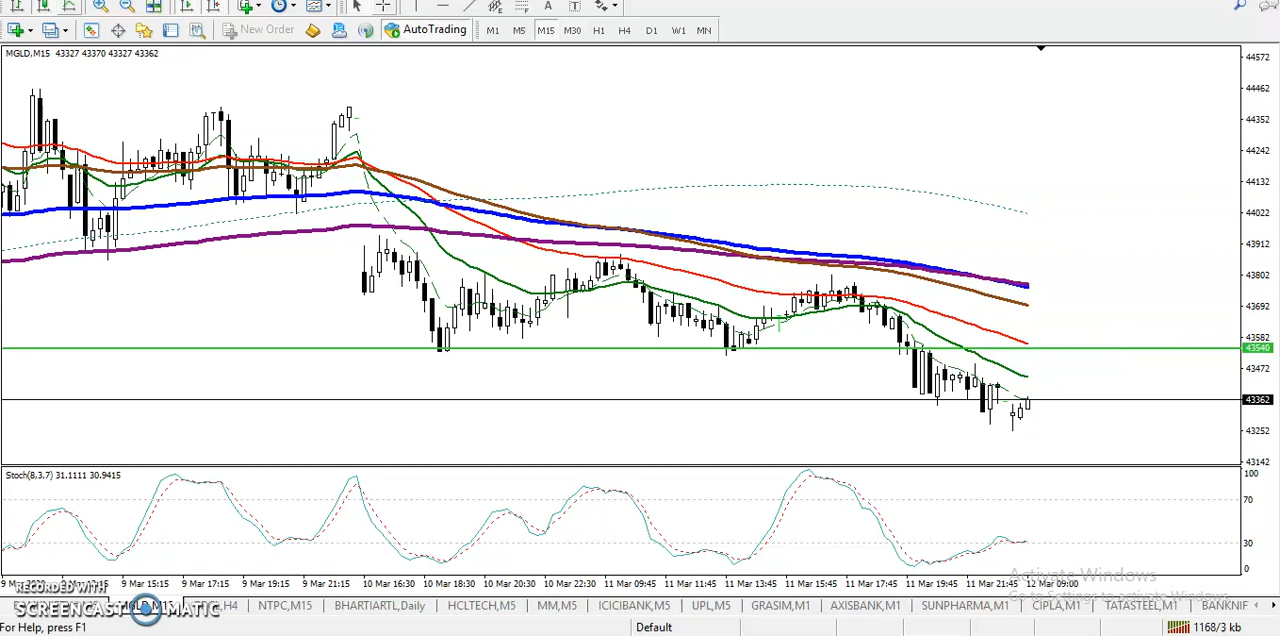 New Order
AutoTrading
M1 M5 M15 M30 H1 H4 D1 W1 MN
MGLD,M15 43327 43370 43327 43362
44572
44462
44352
44242
44132
44022
43912
43802
43692
43582
43540
43472
43362
43252
43142
Stoch(8,3,7) 31.1111 30.9415
100
70
30
0
9 Mar 15:15 9 Mar 17:15 9 Mar 19:15 9 Mar 21:15 10 Mar 16:30 10 Mar 18:30 10 Mar 20:30 10 Mar 22:30 11 Mar 09:45 11 Mar 11:45 11 Mar 13:45 11 Mar 15:45 11 Mar 17:45 11 Mar 19:45 11 Mar 21:45 12 Mar 09:00
Activate Windows
Go to Settings to activate Windows.
RECORDED WITH
SCREENCAST MATIC
H4 NTPC,M15 BHARTIARTL,Daily HCLTECH,M5 MM,M5 ICICIBANK,M5 UPL,M5 GRASIM,M1 AXISBANK,M1 SUNPHARMA,M1 CIPLA,M1 TATASTEEL,M1 BANKNIF
For Help, press F1
Default
1168/3 kb